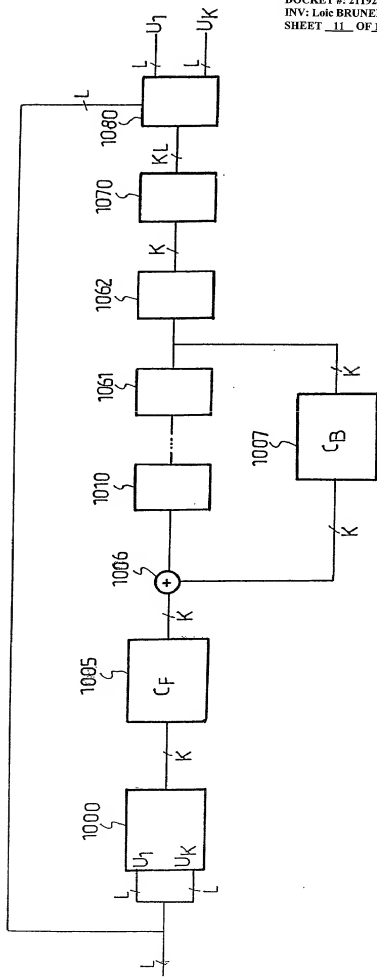 DOCKET #: 21192
INV: Loic BRUNE
SHEET 11 OF
L
L
U1
UK
L
1000
K
1005
CF
K
1006
+
1010
1061
K
1007
CB
K
1062
K
1070
KL
1080
L
L
U1
L
UK